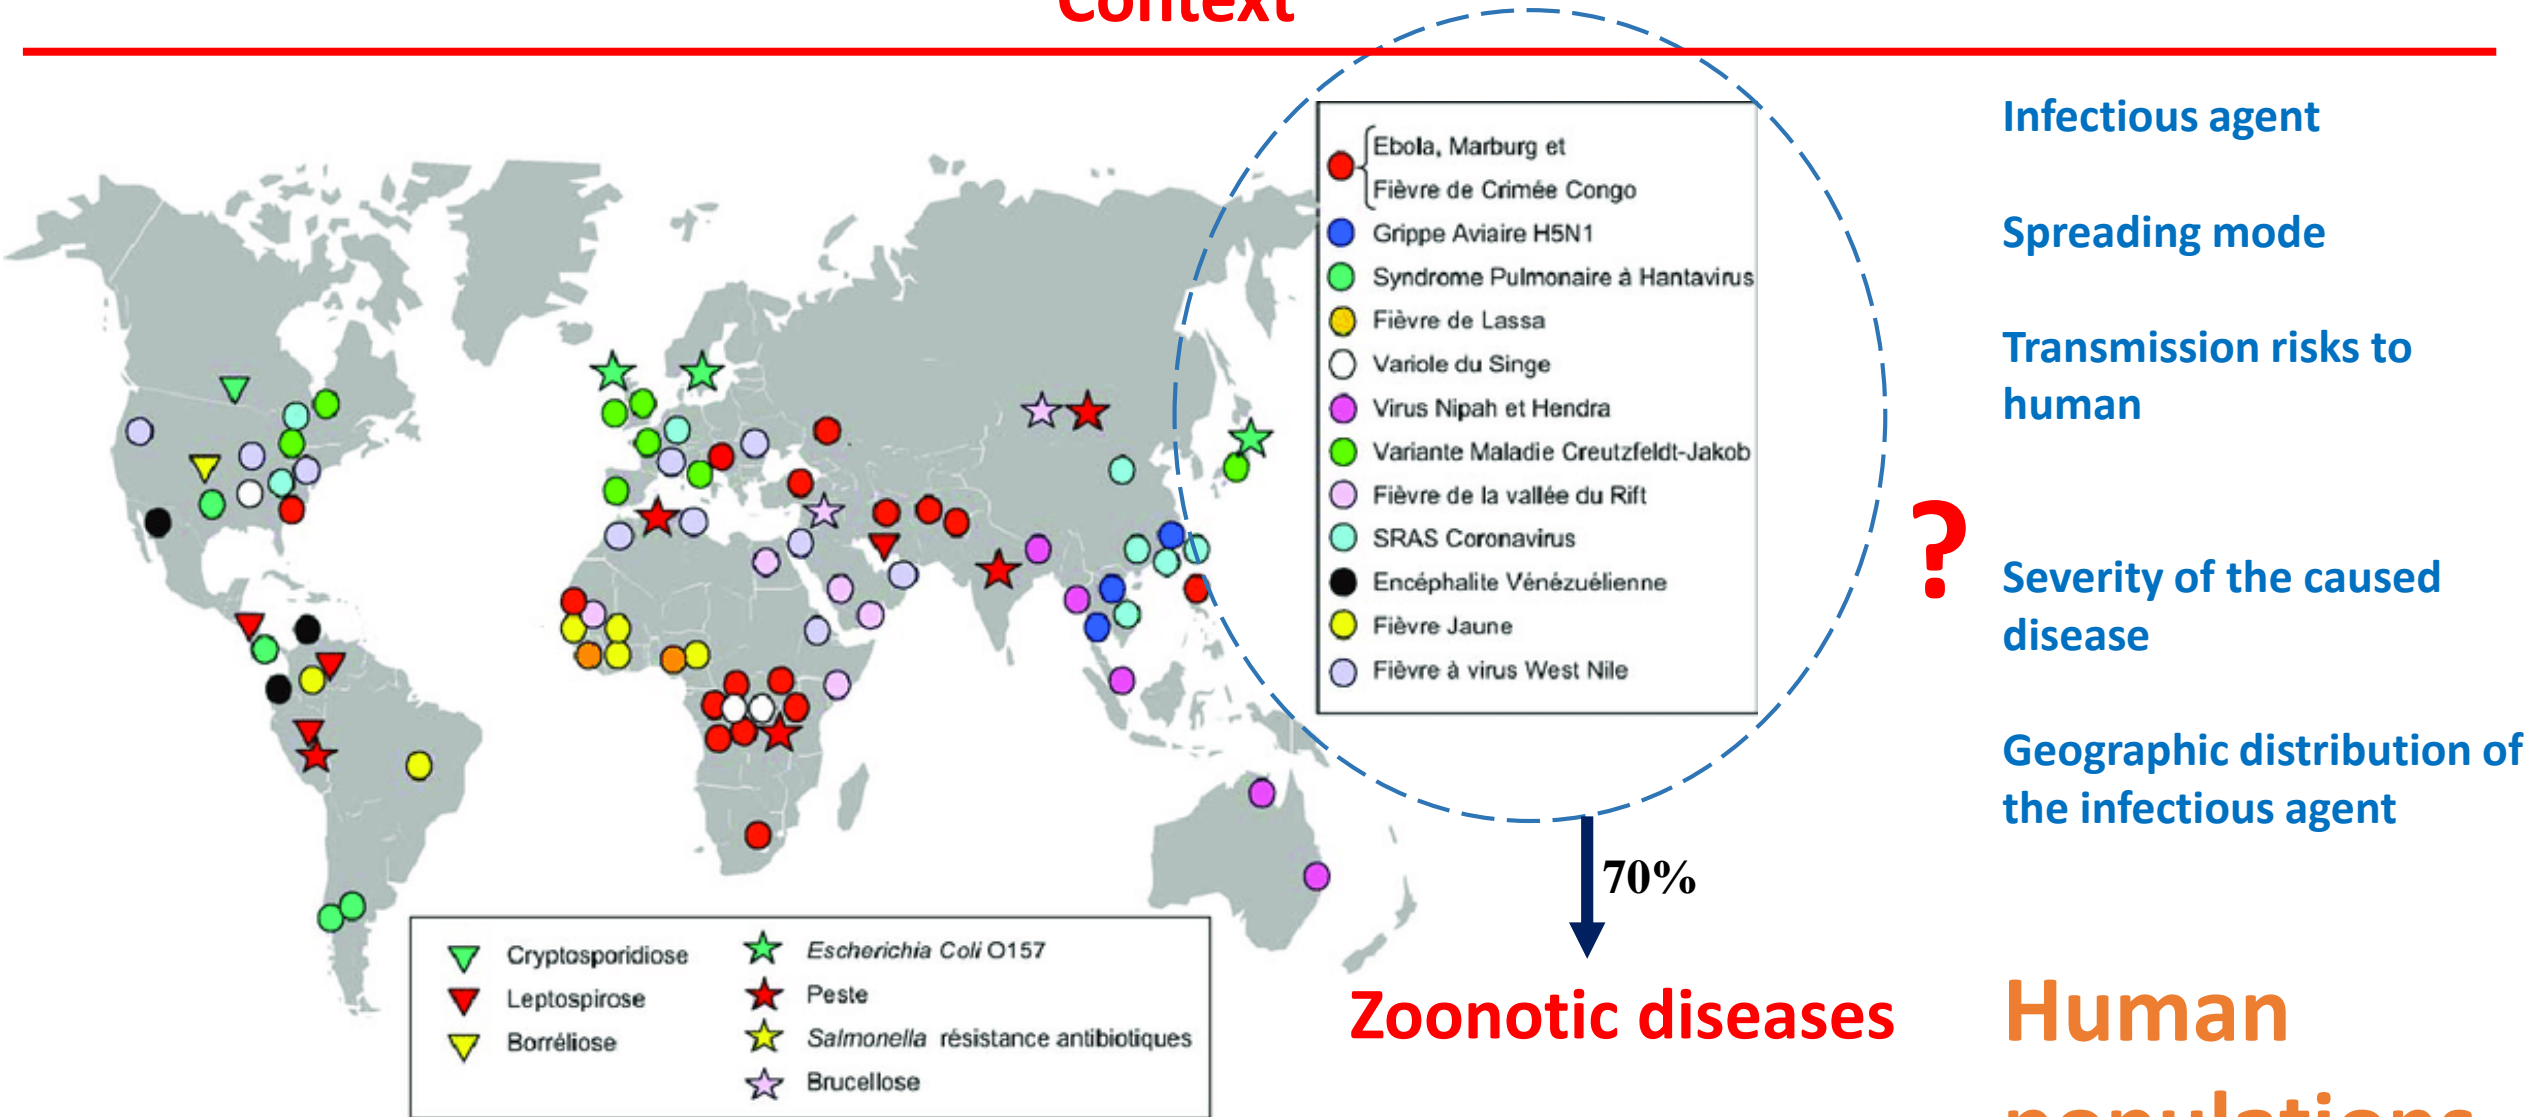 Context
Ebola, Marburg et
Fièvre de Crimée Congo
Grippe Aviaire H5N1
Syndrome Pulmonaire à Hantavirus
Fièvre de Lassa
Variole du Singe
Virus Nipah et Hendra
Variante Maladie Creutzfeldt-Jakob
Fièvre de la vallée du Rift
SRAS Coronavirus
Encéphalite Vénézuélienne
Fièvre Jaune
Fièvre à virus West Nile
Infectious agent
Spreading mode
Transmission risks to
human
?
Severity of the caused
disease
Geographic distribution of
the infectious agent
70%
Zoonotic diseases
Human
populations
Cryptosporidiose
Leptospirose
Borréliose
Escherichia Coli O157
Peste
Salmonella résistance antibiotiques
Brucellose